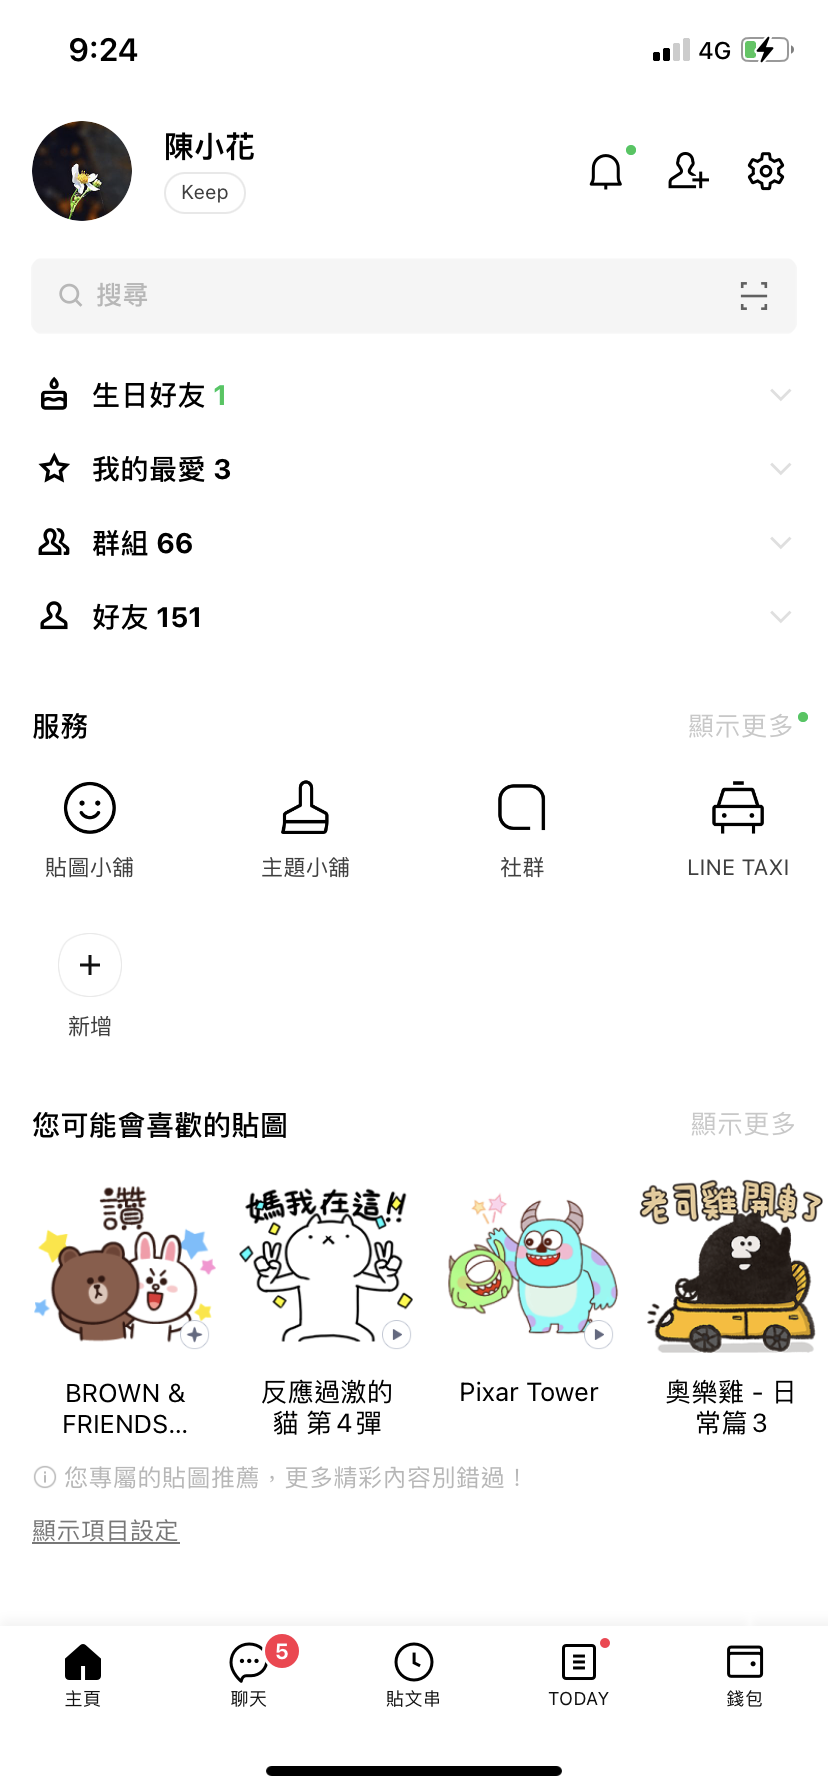 9:24
4G
陳小花
Keep
搜尋
生日好友 1
我的最愛 3
群組 66
好友 151
服務
顯示更多
貼圖小舖
主題小舖
社群
LINE TAXI
新增
您可能會喜歡的貼圖
顯示更多
讚
媽我在這!!
老司雞開車了
BROWN &
FRIENDS...
反應過激的
貓 第4彈
Pixar Tower
奧樂雞 - 日
常篇3
您專屬的貼圖推薦，更多精彩內容別錯過！
顯示項目設定
5
主頁
聊天
貼文串
TODAY
錢包